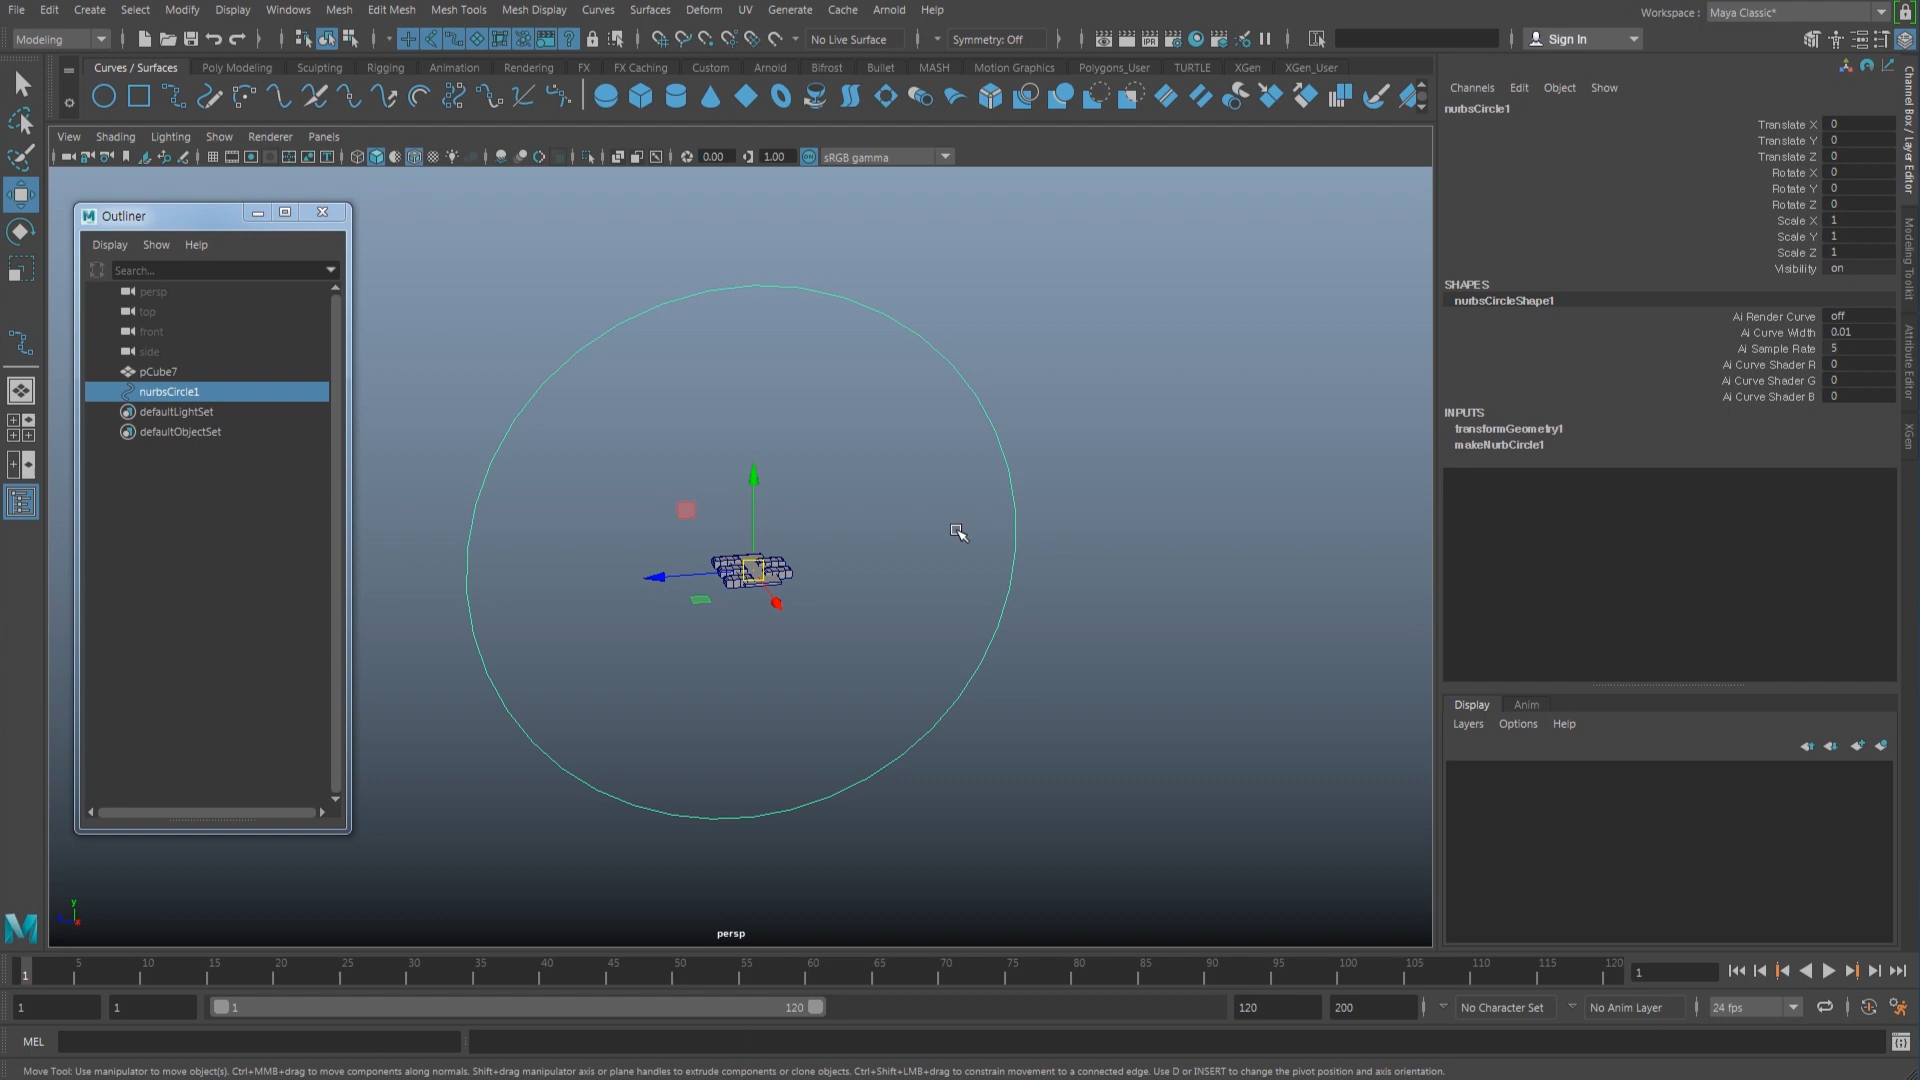 File Edit Create Select Modify Display Windows Mesh Edit Mesh Mesh Tools Mesh Display Curves Surfaces Deform UV Generate Cache Arnold Help
Workspace : Maya Classic*
Modeling
No Live Surface
Symmetry: Off
Sign In
Curves / Surfaces Poly Modeling Sculpting Rigging Animation Rendering FX FX Caching Custom Arnold Bifrost Bullet MASH Motion Graphics Polygons_User TURTLE XGen XGen_User
View Shading Lighting Show Renderer Panels
0.00 1.00 ON sRGB gamma
IPR
Outliner
Display Show Help
Search...
persp
top
front
side
pCube7
nurbsCircle1
defaultLightSet
defaultObjectSet
y
persp
Channels Edit Object Show
nurbsCircle1
Translate X 0
Translate Y 0
Translate Z 0
Rotate X 0
Rotate Y 0
Rotate Z 0
Scale X 1
Scale Y 1
Scale Z 1
Visibility on
SHAPES
nurbsCircleShape1
Ai Render Curve off
Ai Curve Width 0.01
Ai Sample Rate 5
Ai Curve Shader R 0
Ai Curve Shader G 0
Ai Curve Shader B 0
INPUTS
transformGeometry1
makeNurbCircle1
Channel Box / Layer Editor
Modeling Toolkit
Attribute Editor
XGen
Display Anim
Layers Options Help
1 5 10 15 20 25 30 35 40 45 50 55 60 65 70 75 80 85 90 95 100 105 110 115 120 1
1 1 1 120 120 200 No Character Set No Anim Layer 24 fps
MEL
Move Tool: Use manipulator to move object(s). Ctrl+MMB+drag to move components along normals. Shift+drag manipulator axis or plane handles to extrude components or clone objects. Ctrl+Shift+LMB+drag to constrain movement to a connected edge. Use D or INSERT to change the pivot position and axis orientation.